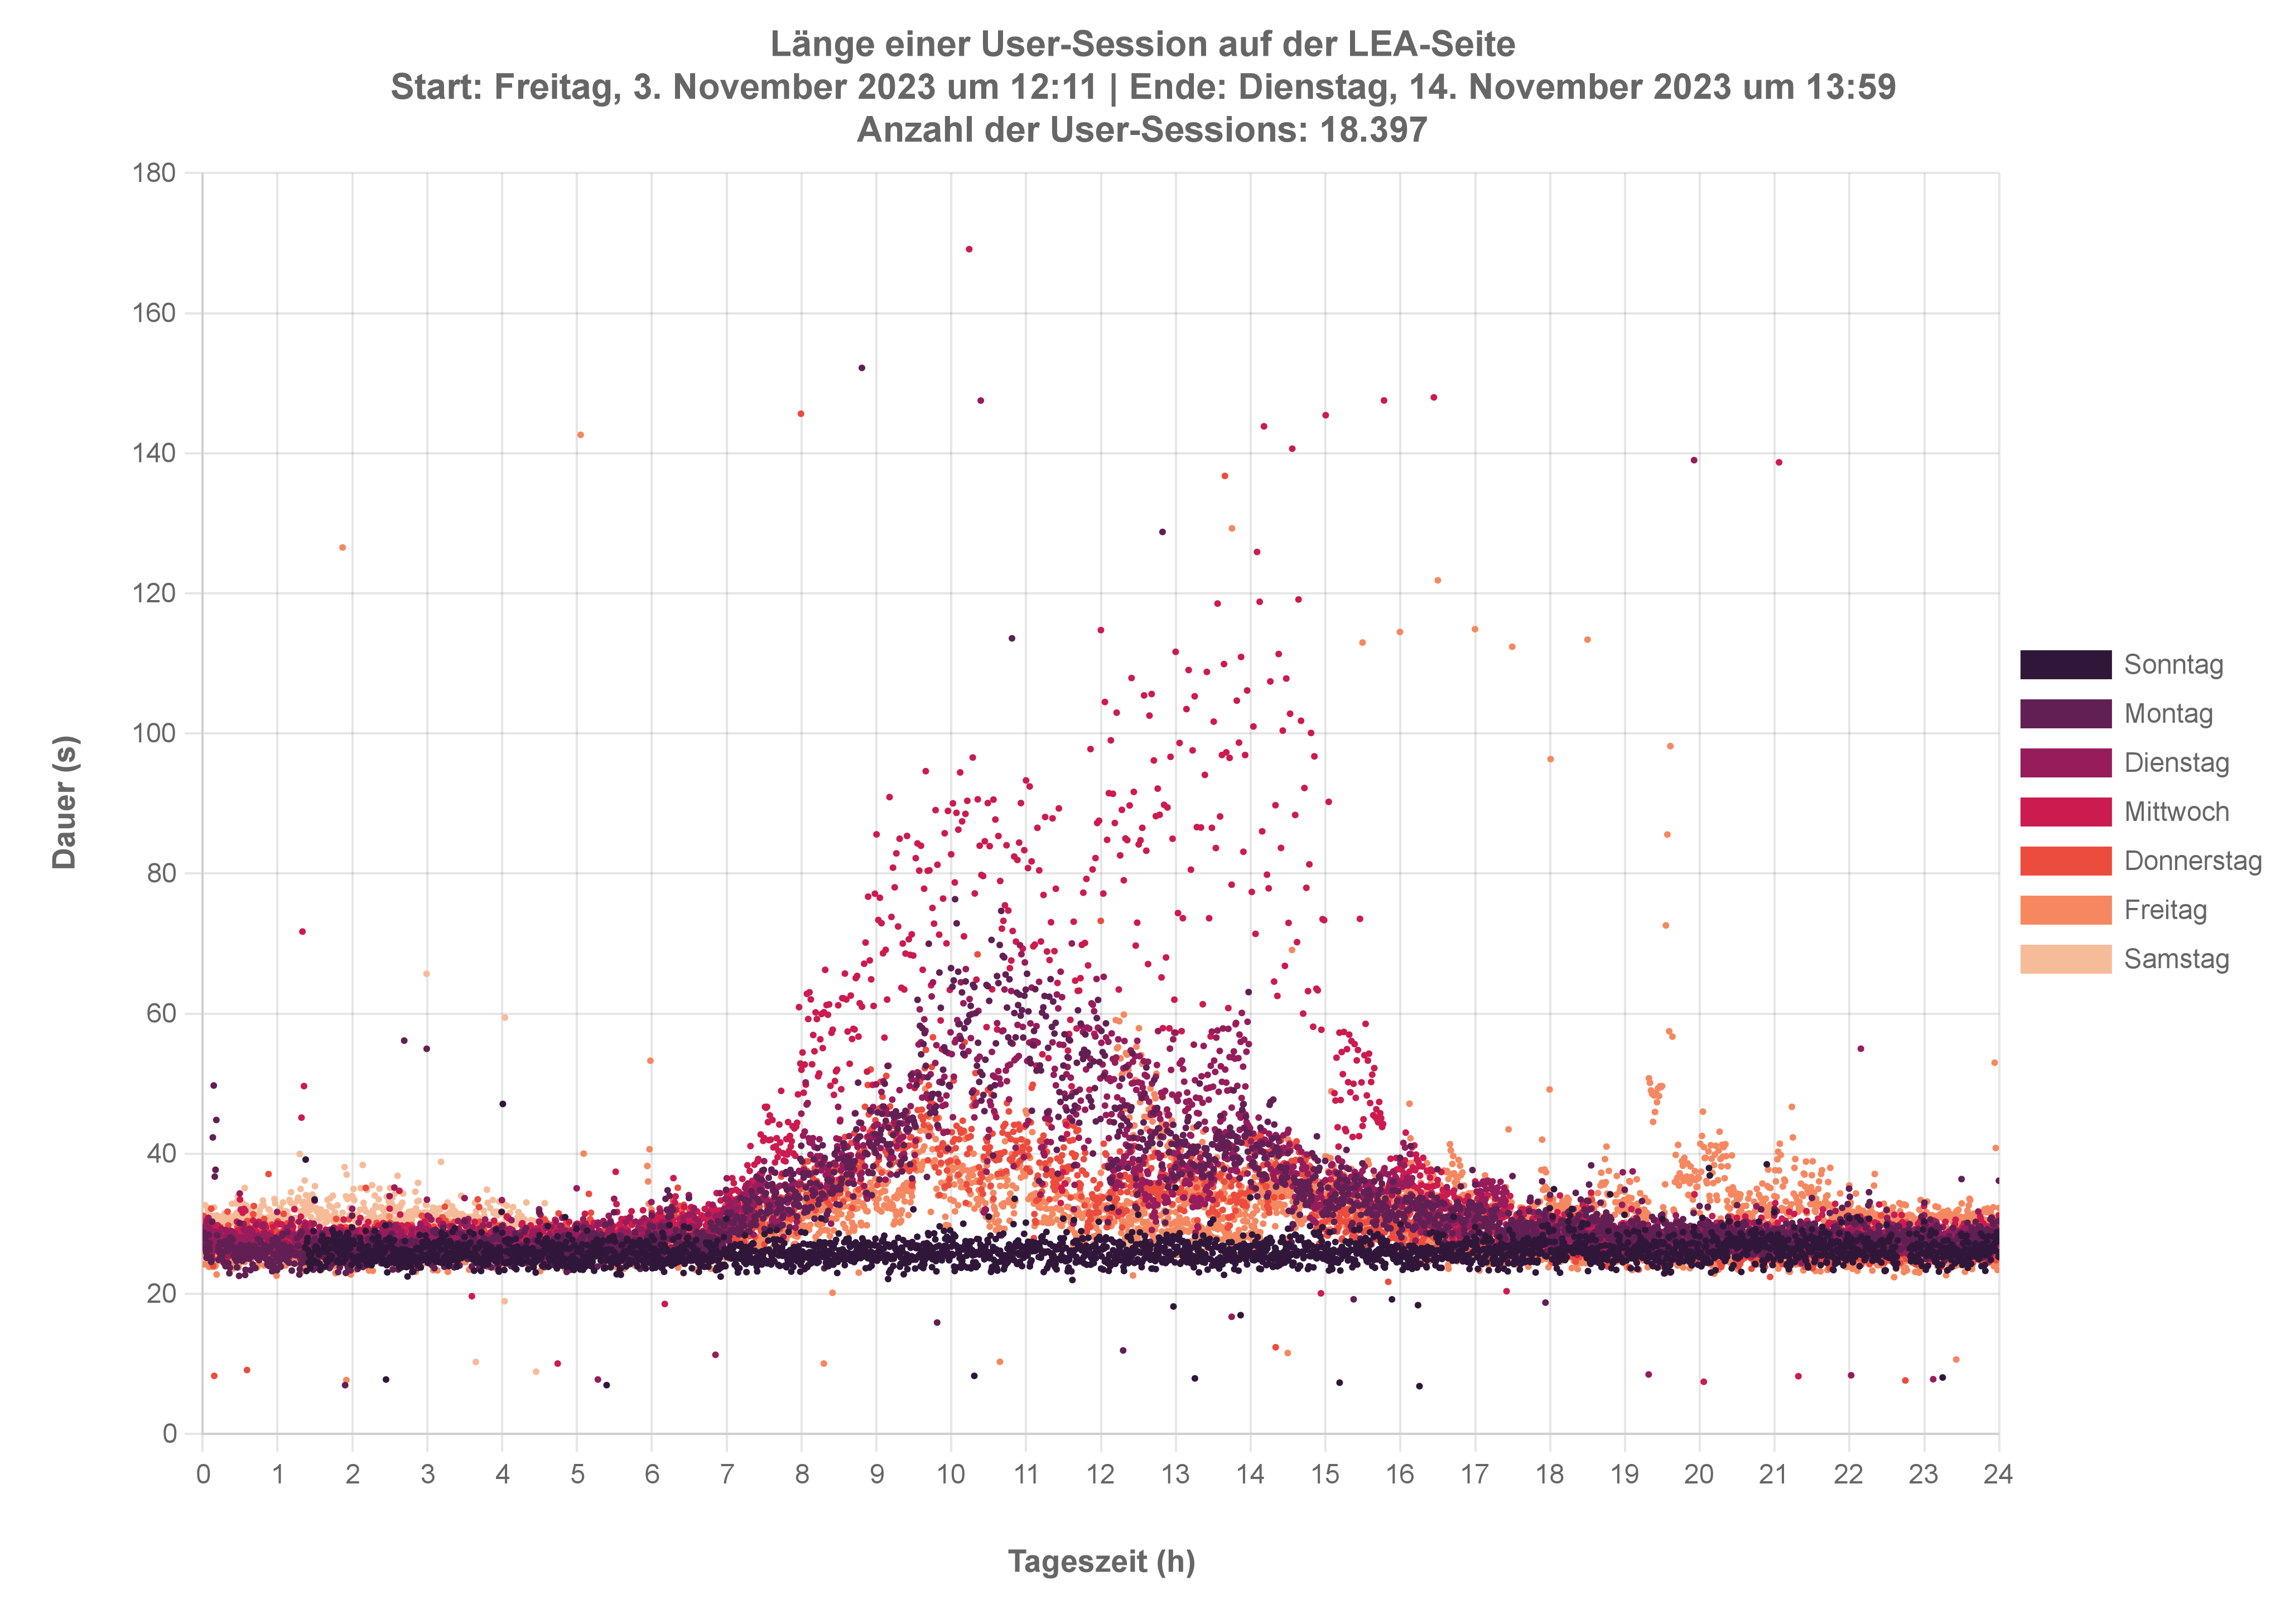 Länge einer User-Session auf der LEA-Seite
Start: Freitag, 3. November 2023 um 12:11 | Ende: Dienstag, 14. November 2023 um 13:59
Anzahl der User-Sessions: 18.397
180
160
140
120
100
80
60
40
20
0
Dauer (s)
0 1 2 3 4 5 6 7 8 9 10 11 12 13 14 15 16 17 18 19 20 21 22 23 24
Tageszeit (h)
Sonntag
Montag
Dienstag
Mittwoch
Donnerstag
Freitag
Samstag